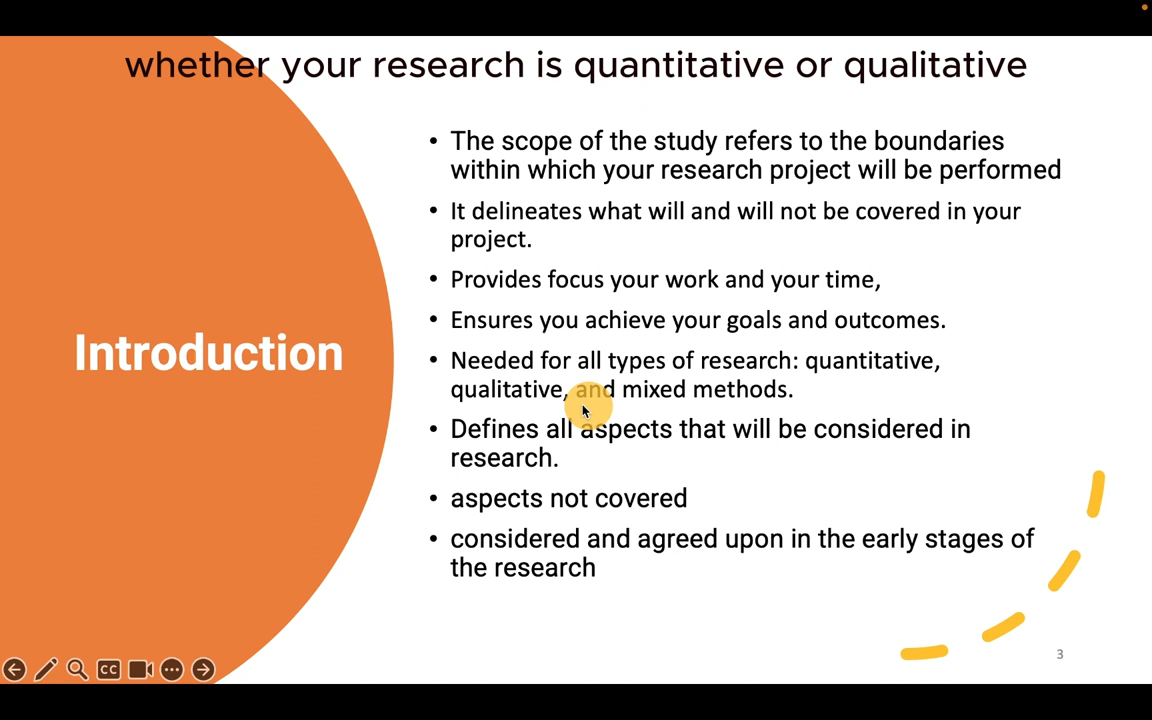 whether your research is quantitative or qualitative
Introduction
• The scope of the study refers to the boundaries
within which your research project will be performed
• It delineates what will and will not be covered in your
project.
• Provides focus your work and your time,
• Ensures you achieve your goals and outcomes.
• Needed for all types of research: quantitative,
qualitative, and mixed methods.
• Defines all aspects that will be considered in
research.
• aspects not covered
• considered and agreed upon in the early stages of
the research
CC
3